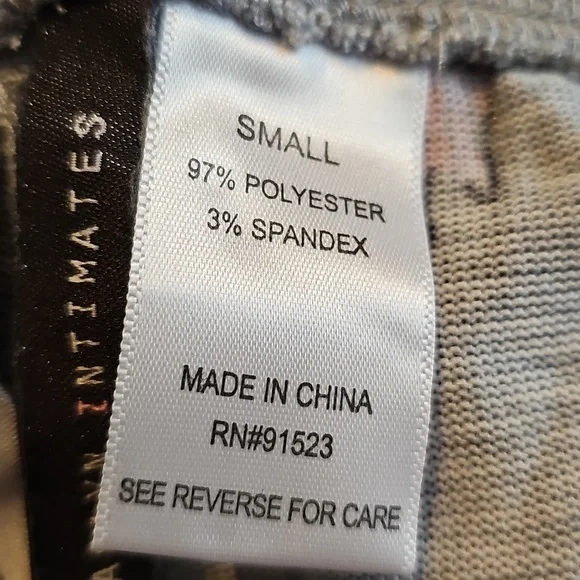 SMALL
97% POLYESTER
3% SPANDEX
MADE IN CHINA
RN#91523
SEE REVERSE FOR CARE
INTIMATES